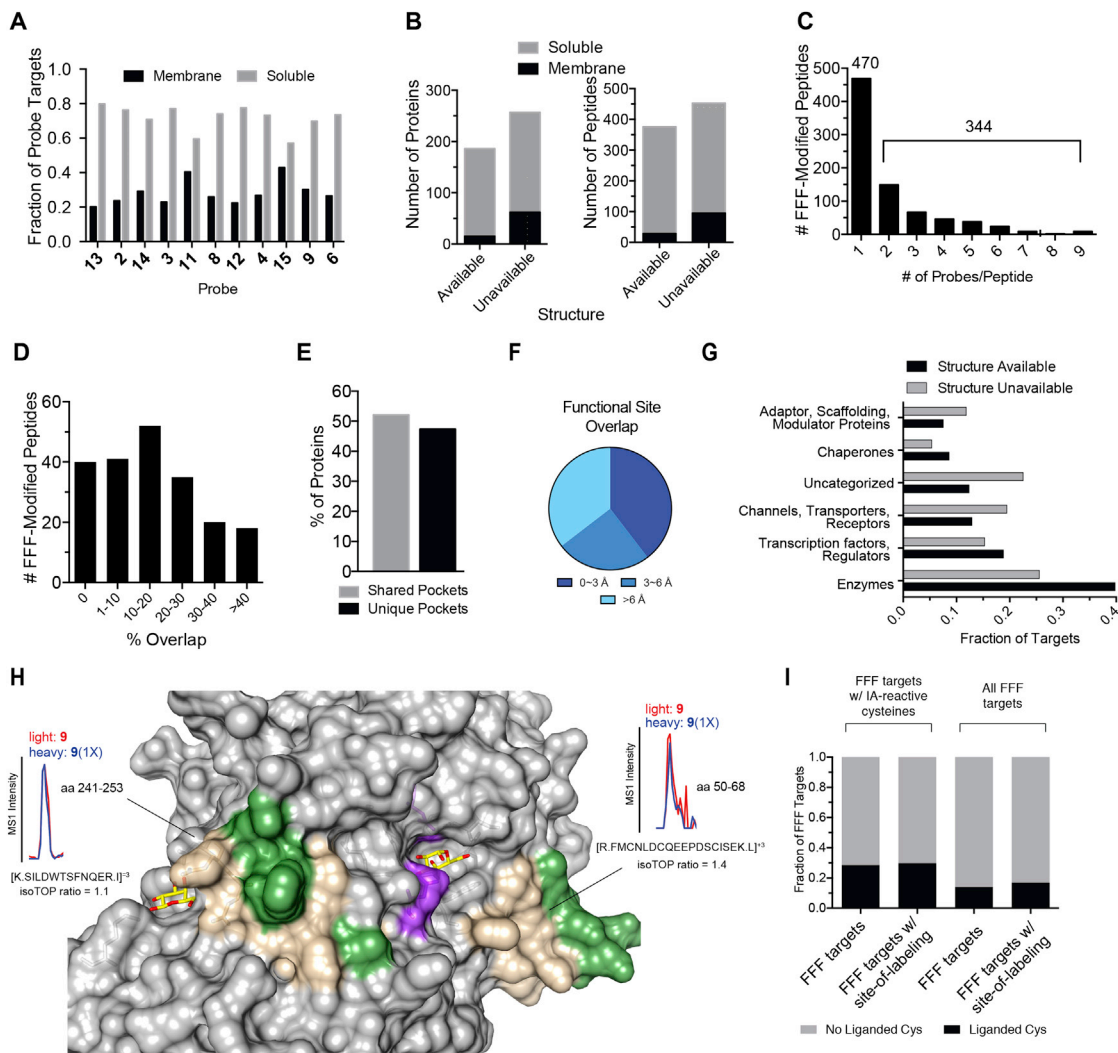 A
Membrane
Soluble
Fraction of Probe Targets
1.0
0.8
0.6
0.4
0.2
0.0
13
2
14
3
11
8
12
4
15
9
6
Probe
B
Soluble
Membrane
Number of Proteins
300
200
100
0
Available
Unavailable
Number of Peptides
500
400
300
200
100
0
Available
Unavailable
Structure
C
470
344
# FFF-Modified Peptides
500
400
300
200
100
0
1
2
3
4
5
6
7
8
9
# of Probes/Peptide
D
# FFF-Modified Peptides
60
40
20
0
0
1-10
10-20
20-30
30-40
>40
% Overlap
E
% of Proteins
60
50
40
30
20
10
0
Shared Pockets
Unique Pockets
F
Functional Site
Overlap
0~3 Å
3~6 Å
>6 Å
G
Structure Available
Structure Unavailable
Adaptor, Scaffolding,
Modulator Proteins
Chaperones
Uncategorized
Channels, Transporters,
Receptors
Transcription factors,
Regulators
Enzymes
0.0
0.1
0.2
0.3
0.4
Fraction of Targets
H
light: 9
heavy: 9(1X)
MS1 Intensity
aa 241-253
[K.SILDWTSFNQER.I]⁺³
isoTOP ratio = 1.1
light: 9
heavy: 9(1X)
MS1 Intensity
aa 50-68
[R.FMCNLDCQEEPDSCISEK.L]⁺³
isoTOP ratio = 1.4
I
FFF targets
w/ IA-reactive
cysteines
All FFF
targets
Fraction of FFF Targets
1.0
0.8
0.6
0.4
0.2
0.0
FFF targets
FFF targets w/
site-of-labeling
FFF targets
FFF targets w/
site-of-labeling
No Liganded Cys
Liganded Cys